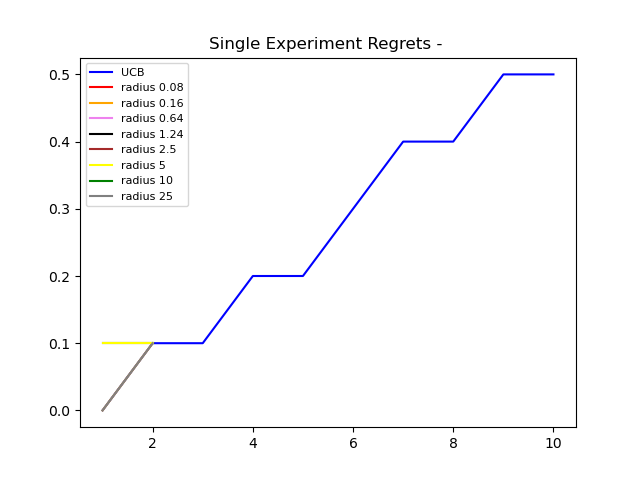 Single Experiment Regrets -
UCB
radius 0.08
radius 0.16
radius 0.64
radius 1.24
radius 2.5
radius 5
radius 10
radius 25
0.5
0.4
0.3
0.2
0.1
0.0
2 4 6 8 10